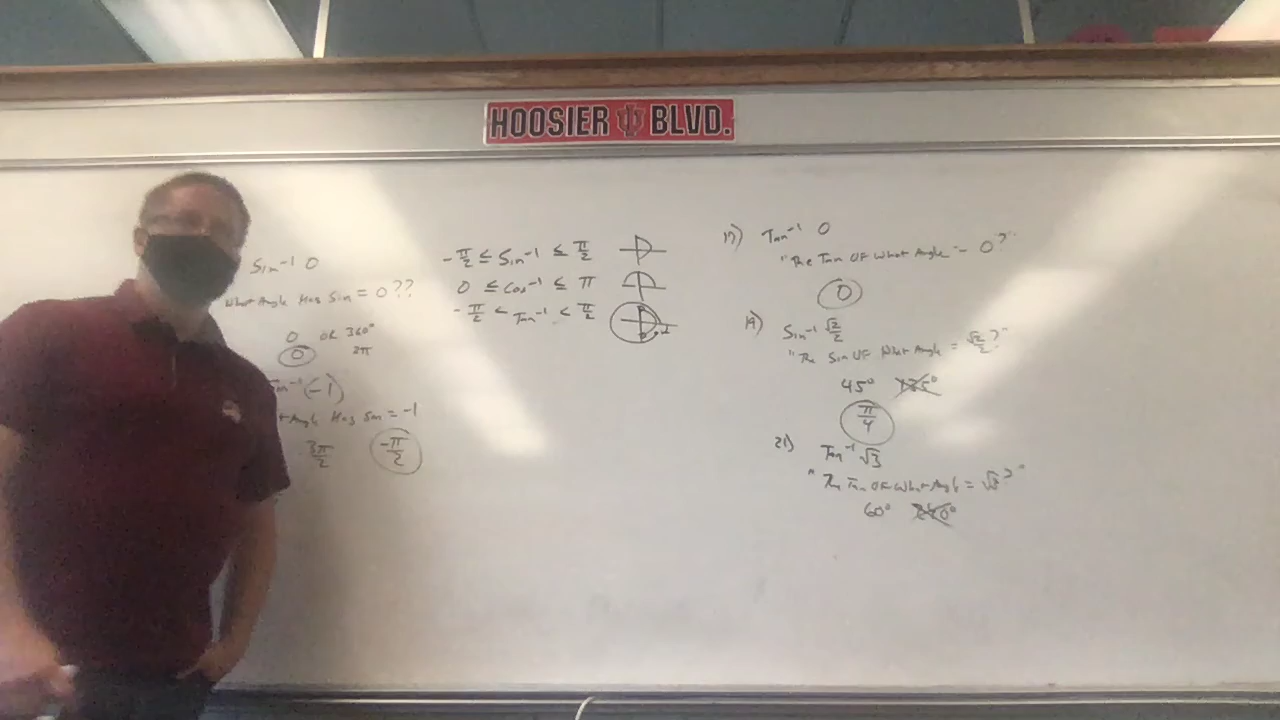 HOOSIER BLVD.
Sin⁻¹ 0
What Angle Has Sin = 0??
0 OR 360°
0 2π
(-1)
Has Sin = -1
3π/2 -π/2
-π/2 ≤ Sin⁻¹ ≤ π/2
0 ≤ Cos⁻¹ ≤ π
-π/2 < Tan⁻¹ < π/2
17) Tan⁻¹ 0
"The Tan OF What Angle = 0?"
0
19) Sin⁻¹ √2/2
"The Sin OF What Angle = √2/2?"
45° 135°
π/4
21) Tan⁻¹ √3
"The Tan OF What Angle = √3?"
60° 240°